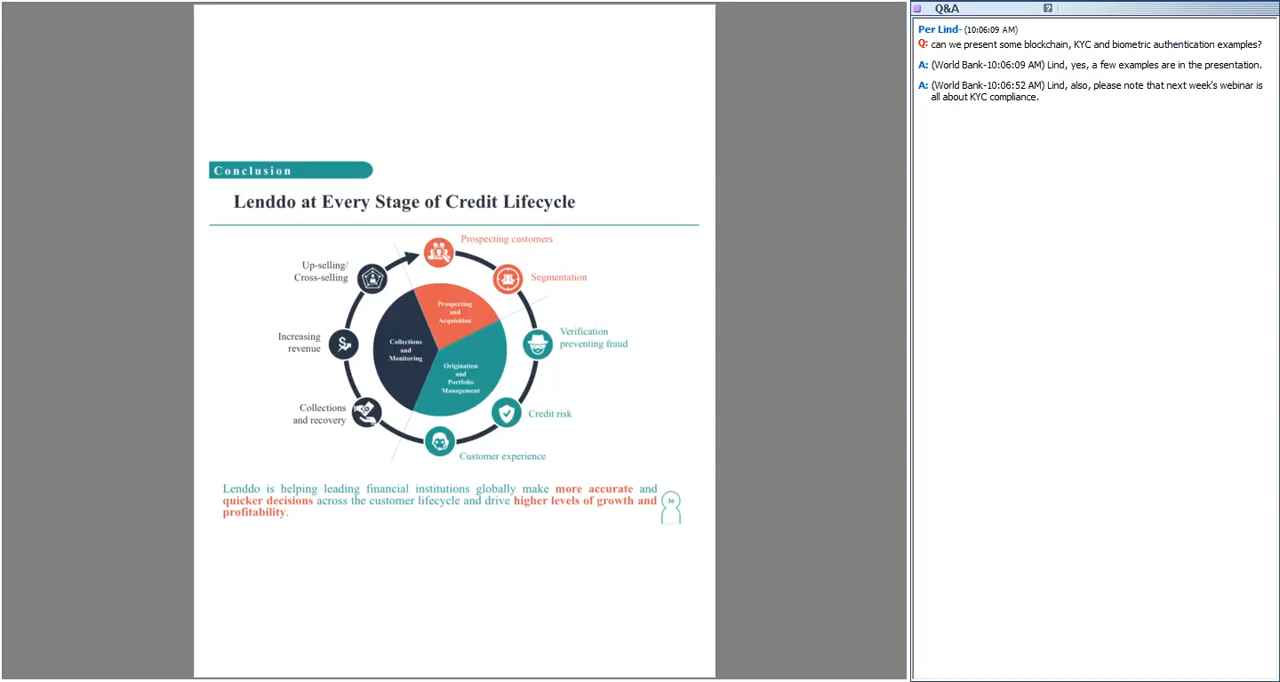 Conclusion
Lenddo at Every Stage of Credit Lifecycle
Prospecting customers
Segmentation
Verification
preventing fraud
Credit risk
Customer experience
Collections
and recovery
Increasing
revenue
Up-selling/
Cross-selling
Prospecting
and
Acquisition
Origination
and
Portfolio
Management
Collections
and
Monitoring
Lenddo is helping leading financial institutions globally make more accurate and
quicker decisions across the customer lifecycle and drive higher levels of growth and
profitability.
36
Q&A
?
Per Lind- (10:06:09 AM)
Q: can we present some blockchain, KYC and biometric authentication examples?
A: (World Bank-10:06:09 AM) Lind, yes, a few examples are in the presentation.
A: (World Bank-10:06:52 AM) Lind, also, please note that next week's webinar is
all about KYC compliance.